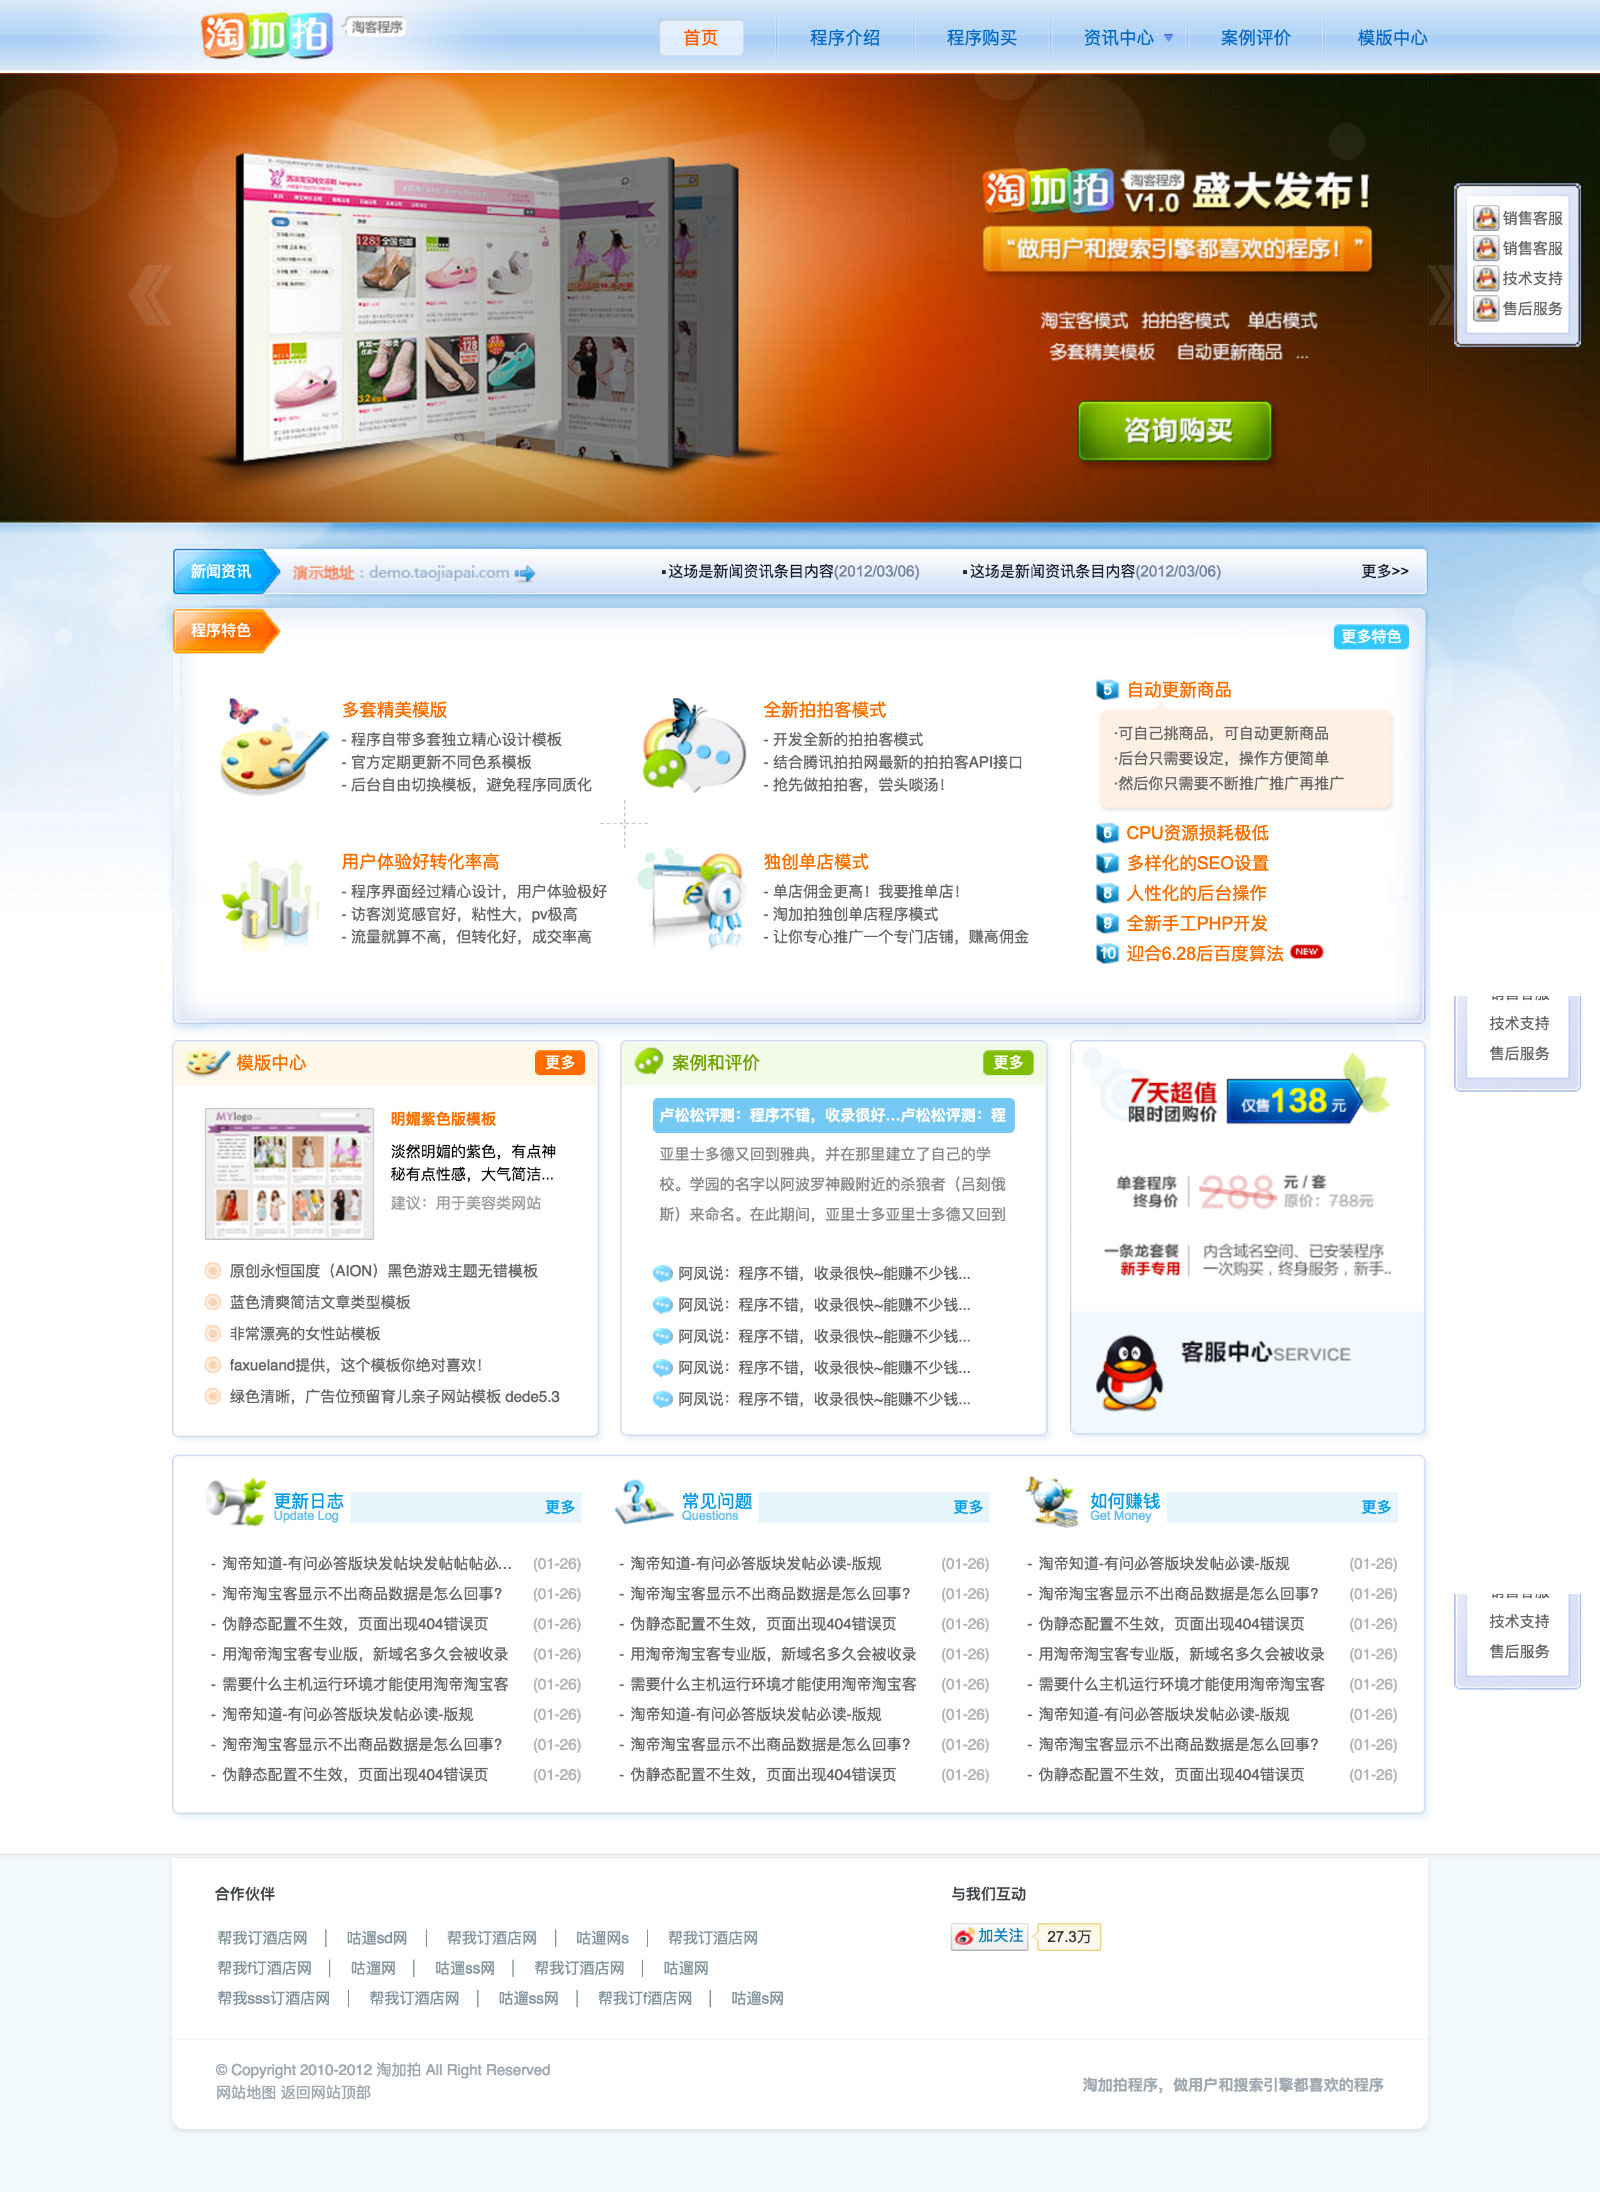 淘加拍 淘客程序
首页 程序介绍 程序购买 资讯中心 案例评价 模版中心
淘加拍 淘客程序 V1.0 盛大发布！
“做用户和搜索引擎都喜欢的程序！”
淘宝客模式 拍拍客模式 单店模式
多套精美模板 自动更新商品 ...
咨询购买
销售客服
销售客服
技术支持
售后服务
新闻资讯 演示地址：demo.taojiapai.com 这场是新闻资讯条目内容(2012/03/06) 这场是新闻资讯条目内容(2012/03/06) 更多>>
程序特色
更多特色
多套精美模版
- 程序自带多套独立精心设计模板
- 官方定期更新不同色系模板
- 后台自由切换模板，避免程序同质化
全新拍拍客模式
- 开发全新的拍拍客模式
- 结合腾讯拍拍网最新的拍拍客API接口
- 抢先做拍拍客，尝头啖汤！
用户体验好转化率高
- 程序界面经过精心设计，用户体验极好
- 访客浏览感官好，粘性大，pv极高
- 流量就算不高，但转化好，成交率高
独创单店模式
- 单店佣金更高！我要推单店！
- 淘加拍独创单店程序模式
- 让你专心推广一个专门店铺，赚高佣金
5 自动更新商品
·可自己挑商品，可自动更新商品
·后台只需要设定，操作方便简单
·然后你只需要不断推广推广再推广
6 CPU资源损耗极低
7 多样化的SEO设置
8 人性化的后台操作
9 全新手工PHP开发
10 迎合6.28后百度算法 NEW
技术支持
售后服务
模版中心 更多
MYlogo
明媚紫色版模板
淡然明媚的紫色，有点神
秘有点性感，大气简洁...
建议：用于美容类网站
原创永恒国度（AION）黑色游戏主题无错模板
蓝色清爽简洁文章类型模板
非常漂亮的女性站模板
faxueland提供，这个模板你绝对喜欢！
绿色清晰，广告位预留育儿亲子网站模板 dede5.3
案例和评价 更多
卢松松评测：程序不错，收录很好...卢松松评测：程
亚里士多德又回到雅典，并在那里建立了自己的学
校。学园的名字以阿波罗神殿附近的杀狼者（吕刻俄
斯）来命名。在此期间，亚里士多亚里士多德又回到
阿凤说：程序不错，收录很快~能赚不少钱...
阿凤说：程序不错，收录很快~能赚不少钱...
阿凤说：程序不错，收录很快~能赚不少钱...
阿凤说：程序不错，收录很快~能赚不少钱...
阿凤说：程序不错，收录很快~能赚不少钱...
7天超值
限时团购价
仅售138元
单套程序
终身价
288 元 / 套
原价：788元
一条龙套餐
新手专用
内含域名空间、已安装程序
一次购买，终身服务，新手..
客服中心SERVICE
更新日志 更多
Update Log
- 淘帝知道-有问必答版块发帖块发帖帖帖必... (01-26)
- 淘帝淘宝客显示不出商品数据是怎么回事？ (01-26)
- 伪静态配置不生效，页面出现404错误页 (01-26)
- 用淘帝淘宝客专业版，新域名多久会被收录 (01-26)
- 需要什么主机运行环境才能使用淘帝淘宝客 (01-26)
- 淘帝知道-有问必答版块发帖必读-版规 (01-26)
- 淘帝淘宝客显示不出商品数据是怎么回事？ (01-26)
- 伪静态配置不生效，页面出现404错误页 (01-26)
常见问题 更多
Questions
- 淘帝知道-有问必答版块发帖必读-版规 (01-26)
- 淘帝淘宝客显示不出商品数据是怎么回事？ (01-26)
- 伪静态配置不生效，页面出现404错误页 (01-26)
- 用淘帝淘宝客专业版，新域名多久会被收录 (01-26)
- 需要什么主机运行环境才能使用淘帝淘宝客 (01-26)
- 淘帝知道-有问必答版块发帖必读-版规 (01-26)
- 淘帝淘宝客显示不出商品数据是怎么回事？ (01-26)
- 伪静态配置不生效，页面出现404错误页 (01-26)
如何赚钱 更多
Get Money
- 淘帝知道-有问必答版块发帖必读-版规 (01-26)
- 淘帝淘宝客显示不出商品数据是怎么回事？ (01-26)
- 伪静态配置不生效，页面出现404错误页 (01-26)
- 用淘帝淘宝客专业版，新域名多久会被收录 (01-26)
- 需要什么主机运行环境才能使用淘帝淘宝客 (01-26)
- 淘帝知道-有问必答版块发帖必读-版规 (01-26)
- 淘帝淘宝客显示不出商品数据是怎么回事？ (01-26)
- 伪静态配置不生效，页面出现404错误页 (01-26)
技术支持
售后服务
合作伙伴
帮我订酒店网 | 咕遛sd网 | 帮我订酒店网 | 咕遛网s | 帮我订酒店网
帮我f订酒店网 | 咕遛网 | 咕遛ss网 | 帮我订酒店网 | 咕遛网
帮我sss订酒店网 | 帮我订酒店网 | 咕遛ss网 | 帮我订f酒店网 | 咕遛s网
与我们互动
加关注 27.3万
© Copyright 2010-2012 淘加拍 All Right Reserved
网站地图 返回网站顶部
淘加拍程序，做用户和搜索引擎都喜欢的程序